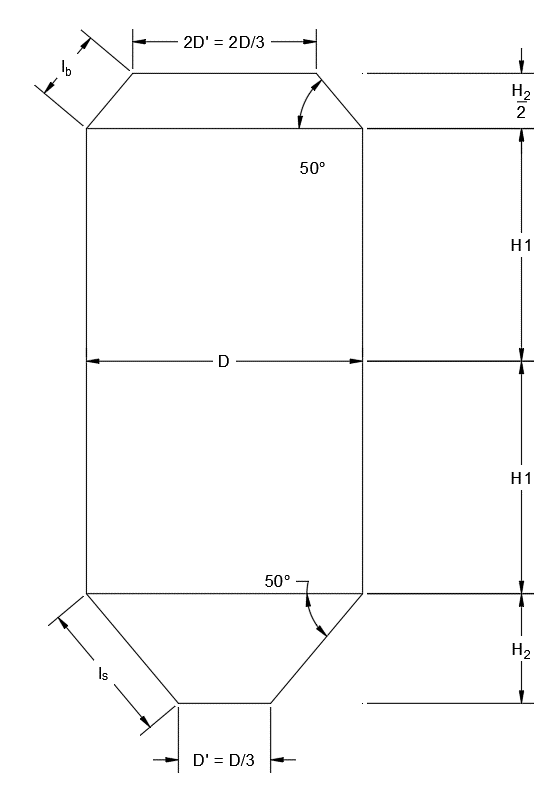 2D' = 2D/3
lb
H2
2
50°
H1
D
H1
50°
H2
ls
D' = D/3